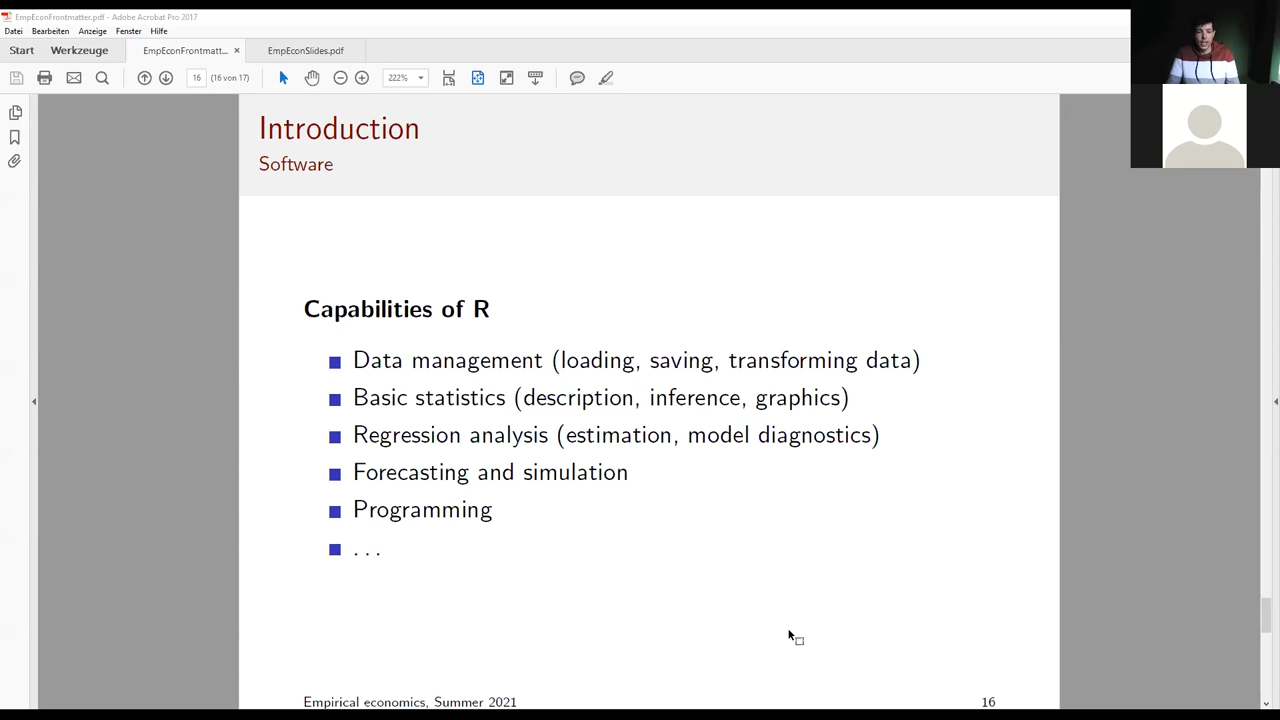 EmpEconFrontmatter.pdf - Adobe Acrobat Pro 2017
Datei Bearbeiten Anzeige Fenster Hilfe
Start Werkzeuge EmpEconFrontmatt... × EmpEconSlides.pdf
16 (16 von 17) 222%
Introduction
Software
Capabilities of R
Data management (loading, saving, transforming data)
Basic statistics (description, inference, graphics)
Regression analysis (estimation, model diagnostics)
Forecasting and simulation
Programming
. . .
Empirical economics, Summer 2021 16